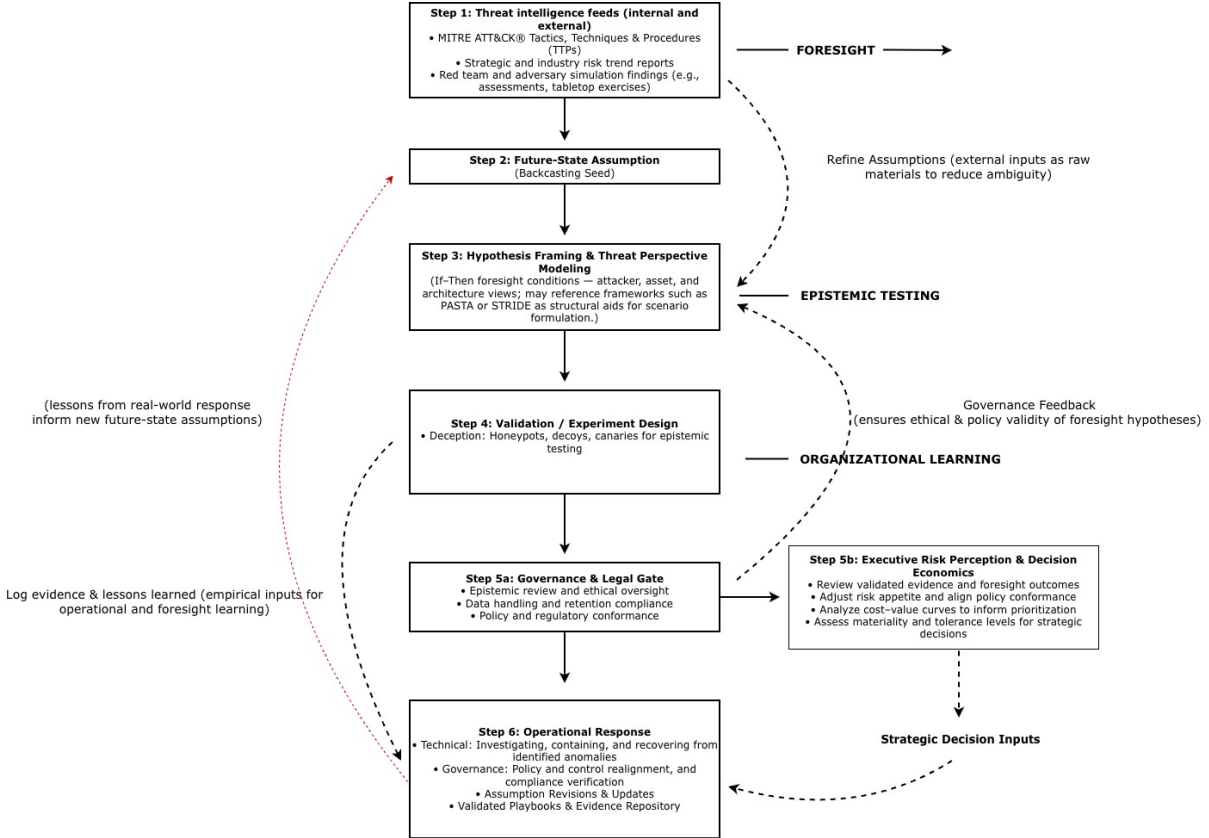 Step 1: Threat intelligence feeds (internal and
external)
• MITRE ATT&CK® Tactics, Techniques & Procedures
(TTPs)
• Strategic and industry risk trend reports
• Red team and adversary simulation findings (e.g.,
assessments, tabletop exercises)
FORESIGHT
Step 2: Future-State Assumption
(Backcasting Seed)
Refine Assumptions (external inputs as raw
materials to reduce ambiguity)
Step 3: Hypothesis Framing & Threat Perspective
Modeling
(If–Then foresight conditions — attacker, asset, and
architecture views; may reference frameworks such as
PASTA or STRIDE as structural aids for scenario
formulation.)
EPISTEMIC TESTING
(lessons from real-world response
inform new future-state assumptions)
Step 4: Validation / Experiment Design
• Deception: Honeypots, decoys, canaries for epistemic
testing
Governance Feedback
(ensures ethical & policy validity of foresight hypotheses)
ORGANIZATIONAL LEARNING
Log evidence & lessons learned (empirical inputs for
operational and foresight learning)
Step 5a: Governance & Legal Gate
• Epistemic review and ethical oversight
• Data handling and retention compliance
• Policy and regulatory conformance
Step 5b: Executive Risk Perception & Decision
Economics
• Review validated evidence and foresight outcomes
• Adjust risk appetite and align policy conformance
• Analyze cost–value curves to inform prioritization
• Assess materiality and tolerance levels for strategic
decisions
Strategic Decision Inputs
Step 6: Operational Response
• Technical: Investigating, containing, and recovering from
identified anomalies
• Governance: Policy and control realignment, and
compliance verification
• Assumption Revisions & Updates
• Validated Playbooks & Evidence Repository